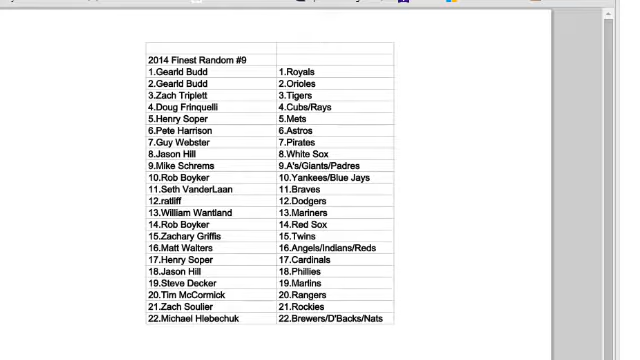 2014 Finest Random #9
1.Gearld Budd 1.Royals
2.Gearld Budd 2.Orioles
3.Zach Triplett 3.Tigers
4.Doug Frinquelli 4.Cubs/Rays
5.Henry Soper 5.Mets
6.Pete Harrison 6.Astros
7.Guy Webster 7.Pirates
8.Jason Hill 8.White Sox
9.Mike Schrems 9.A's/Giants/Padres
10.Rob Boyker 10.Yankees/Blue Jays
11.Seth VanderLaan 11.Braves
12.ratliff 12.Dodgers
13.William Wantland 13.Mariners
14.Rob Boyker 14.Red Sox
15.Zachary Griffis 15.Twins
16.Matt Walters 16.Angels/Indians/Reds
17.Henry Soper 17.Cardinals
18.Jason Hill 18.Phillies
19.Steve Decker 19.Marlins
20.Tim McCormick 20.Rangers
21.Zach Soulier 21.Rockies
22.Michael Hlebechuk 22.Brewers/D'Backs/Nats